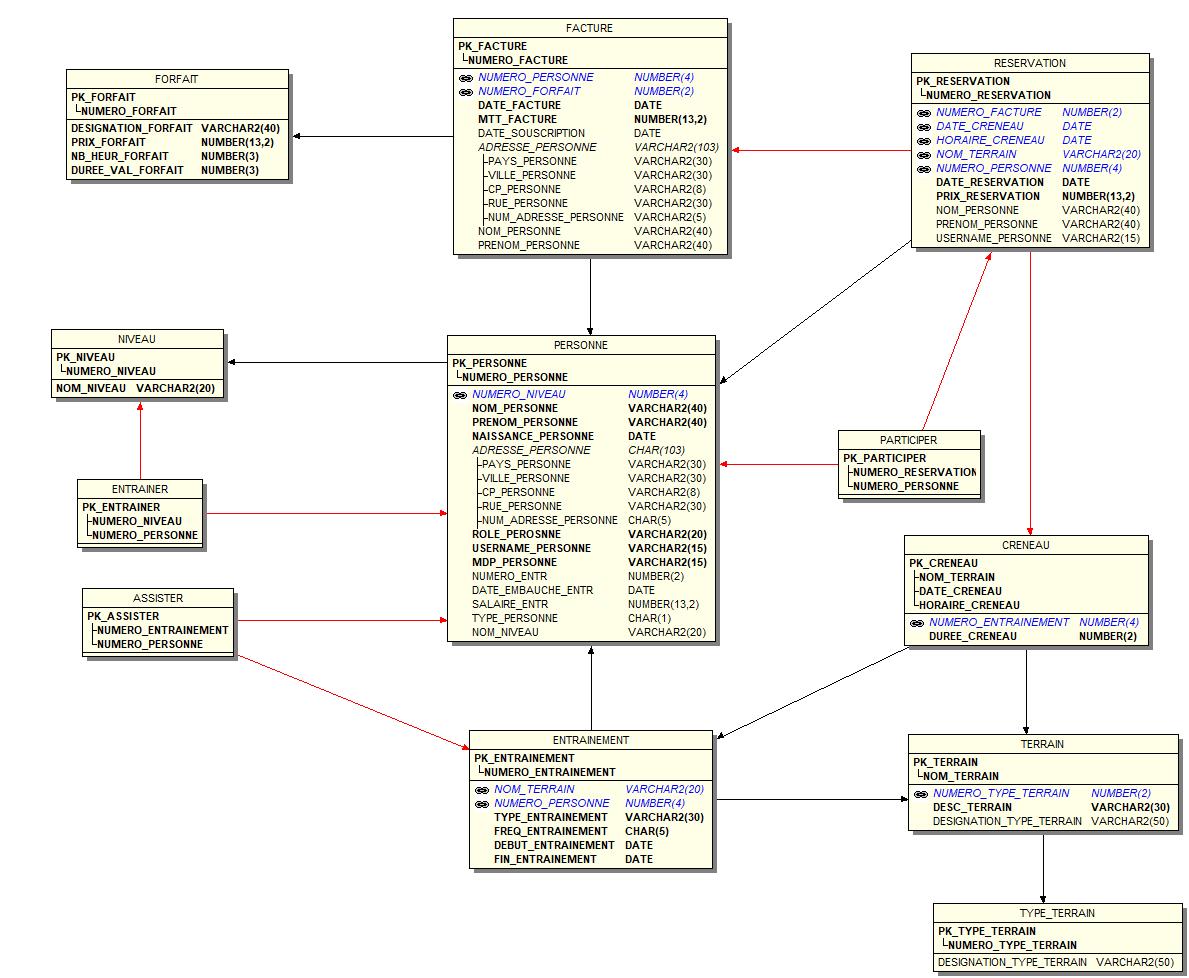 FACTURE
PK_FACTURE
NUMERO_FACTURE
NUMERO_PERSONNE NUMBER(4)
NUMERO_FORFAIT NUMBER(2)
DATE_FACTURE DATE
MTT_FACTURE NUMBER(13,2)
DATE_SOUSCRIPTION DATE
ADRESSE_PERSONNE VARCHAR2(103)
PAYS_PERSONNE VARCHAR2(30)
VILLE_PERSONNE VARCHAR2(30)
CP_PERSONNE VARCHAR2(8)
RUE_PERSONNE VARCHAR2(30)
NUM_ADRESSE_PERSONNE VARCHAR2(5)
NOM_PERSONNE VARCHAR2(40)
PRENOM_PERSONNE VARCHAR2(40)
FORFAIT
PK_FORFAIT
NUMERO_FORFAIT
DESIGNATION_FORFAIT VARCHAR2(40)
PRIX_FORFAIT NUMBER(13,2)
NB_HEUR_FORFAIT NUMBER(3)
DUREE_VAL_FORFAIT NUMBER(3)
RESERVATION
PK_RESERVATION
NUMERO_RESERVATION
NUMERO_FACTURE NUMBER(2)
DATE_CRENEAU DATE
HORAIRE_CRENEAU DATE
NOM_TERRAIN VARCHAR2(20)
NUMERO_PERSONNE NUMBER(4)
DATE_RESERVATION DATE
PRIX_RESERVATION NUMBER(13,2)
NOM_PERSONNE VARCHAR2(40)
PRENOM_PERSONNE VARCHAR2(40)
USERNAME_PERSONNE VARCHAR2(15)
NIVEAU
PK_NIVEAU
NUMERO_NIVEAU
NOM_NIVEAU VARCHAR2(20)
PERSONNE
PK_PERSONNE
NUMERO_PERSONNE
NUMERO_NIVEAU NUMBER(4)
NOM_PERSONNE VARCHAR2(40)
PRENOM_PERSONNE VARCHAR2(40)
NAISSANCE_PERSONNE DATE
ADRESSE_PERSONNE CHAR(103)
PAYS_PERSONNE VARCHAR2(30)
VILLE_PERSONNE VARCHAR2(30)
CP_PERSONNE VARCHAR2(8)
RUE_PERSONNE VARCHAR2(30)
NUM_ADRESSE_PERSONNE CHAR(5)
ROLE_PEROSNNE VARCHAR2(20)
USERNAME_PERSONNE VARCHAR2(15)
MDP_PERSONNE VARCHAR2(15)
NUMERO_ENTR NUMBER(2)
DATE_EMBAUCHE_ENTR DATE
SALAIRE_ENTR NUMBER(13,2)
TYPE_PERSONNE CHAR(1)
NOM_NIVEAU VARCHAR2(20)
PARTICIPER
PK_PARTICIPER
NUMERO_RESERVATION
NUMERO_PERSONNE
ENTRAINER
PK_ENTRAINER
NUMERO_NIVEAU
NUMERO_PERSONNE
CRENEAU
PK_CRENEAU
NOM_TERRAIN
DATE_CRENEAU
HORAIRE_CRENEAU
NUMERO_ENTRAINEMENT NUMBER(4)
DUREE_CRENEAU NUMBER(2)
ASSISTER
PK_ASSISTER
NUMERO_ENTRAINEMENT
NUMERO_PERSONNE
ENTRAINEMENT
PK_ENTRAINEMENT
NUMERO_ENTRAINEMENT
NOM_TERRAIN VARCHAR2(20)
NUMERO_PERSONNE NUMBER(4)
TYPE_ENTRAINEMENT VARCHAR2(30)
FREQ_ENTRAINEMENT CHAR(5)
DEBUT_ENTRAINEMENT DATE
FIN_ENTRAINEMENT DATE
TERRAIN
PK_TERRAIN
NOM_TERRAIN
NUMERO_TYPE_TERRAIN NUMBER(2)
DESC_TERRAIN VARCHAR2(30)
DESIGNATION_TYPE_TERRAIN VARCHAR2(50)
TYPE_TERRAIN
PK_TYPE_TERRAIN
NUMERO_TYPE_TERRAIN
DESIGNATION_TYPE_TERRAIN VARCHAR2(50)